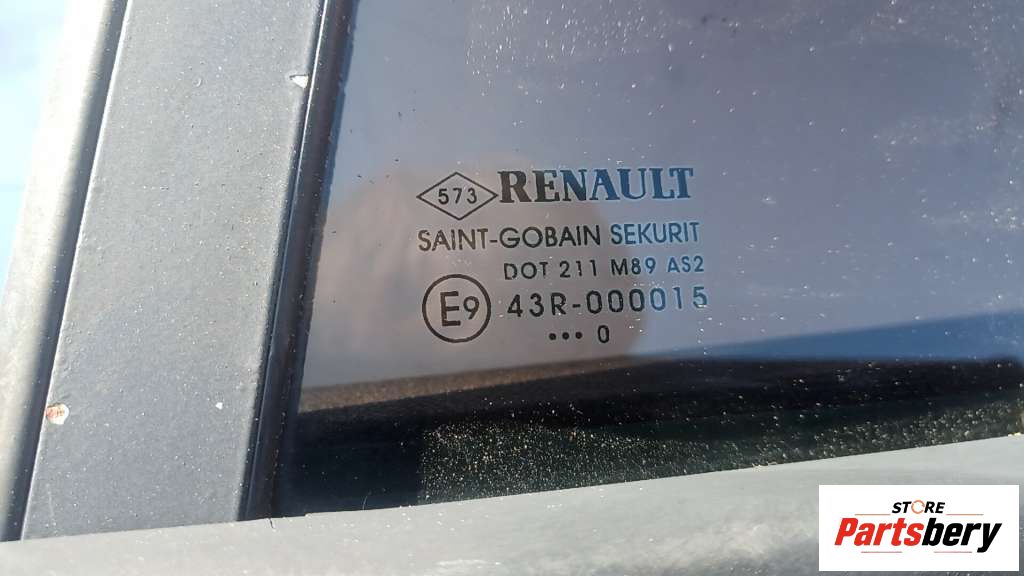 573 RENAULT
SAINT-GOBAIN SEKURIT
DOT 211 M89 AS2
E9 43R-000015
••• 0
STORE
Partsbery